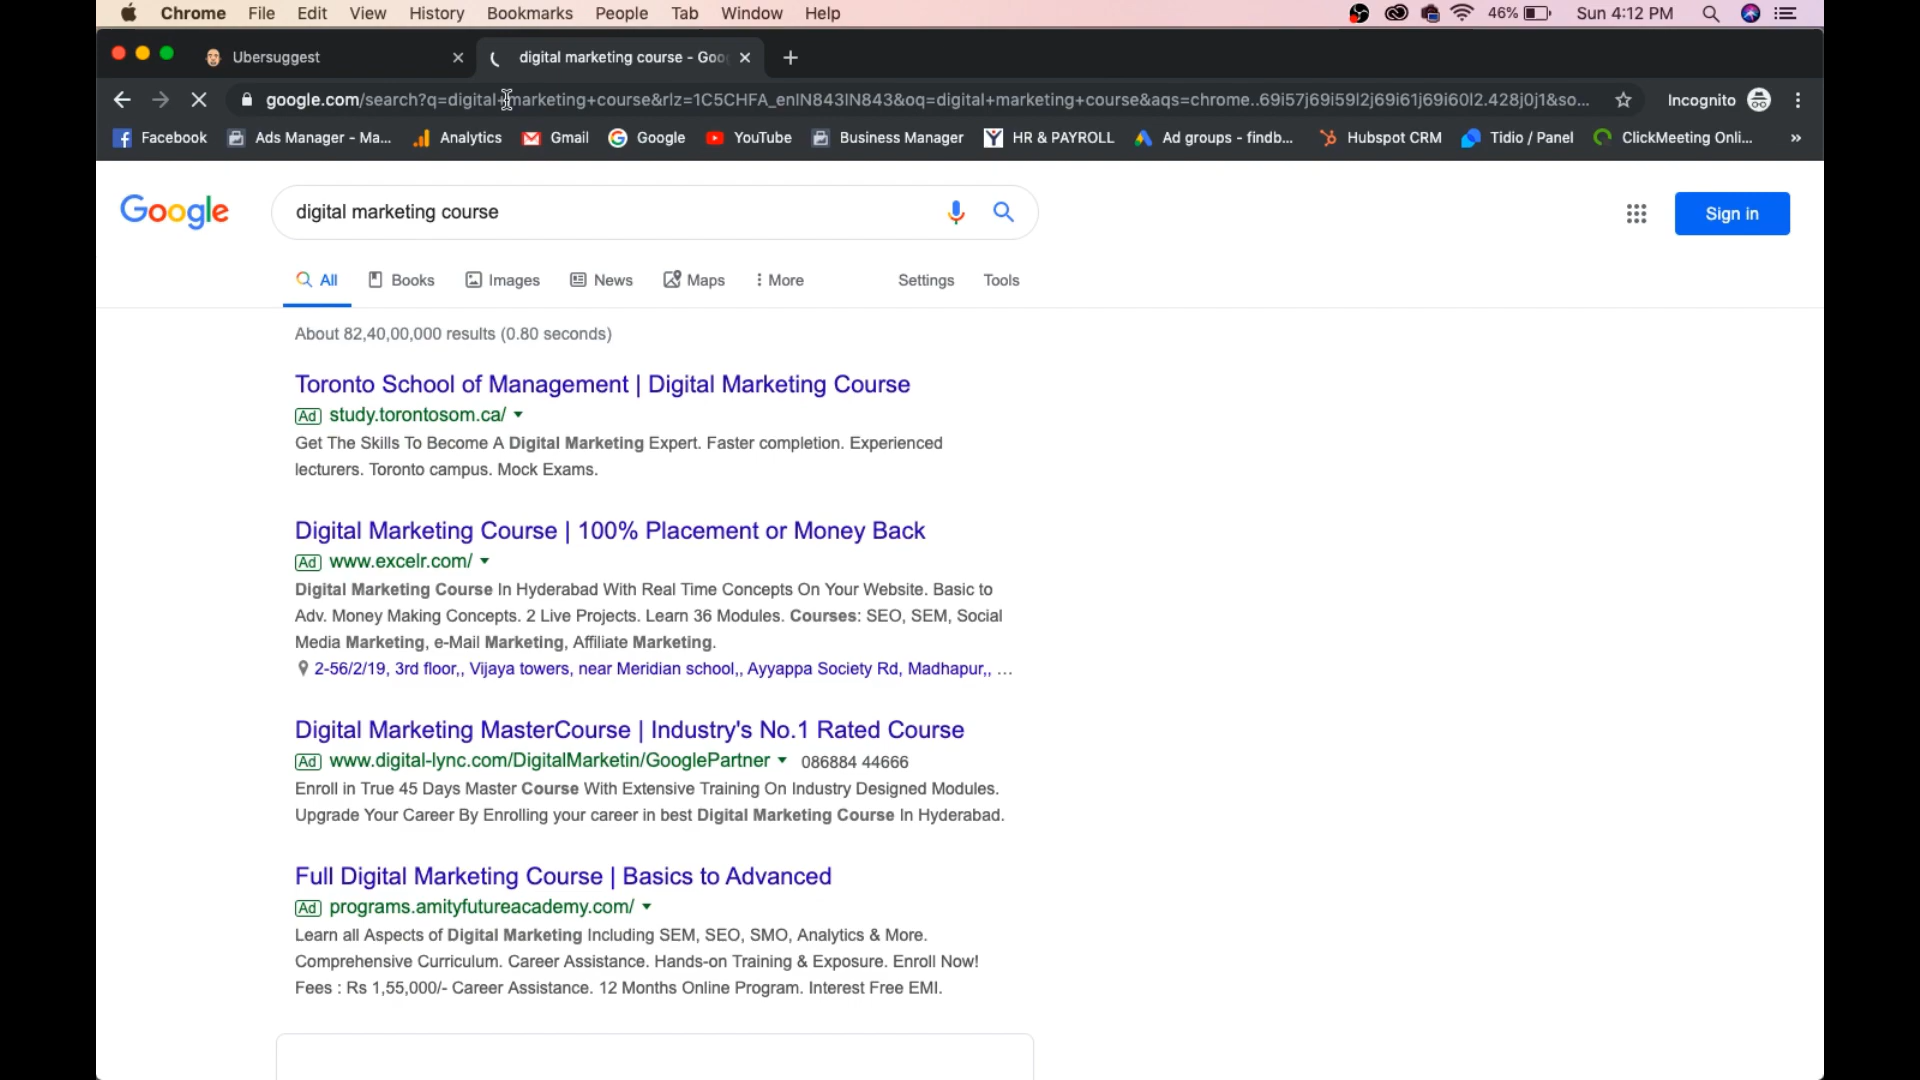 Chrome File Edit View History Bookmarks People Tab Window Help 46% Sun 4:12 PM
Ubersuggest digital marketing course - Goo
google.com/search?q=digital+marketing+course&rlz=1C5CHFA_enIN843IN843&oq=digital+marketing+course&aqs=chrome..69i57j69i59l2j69i61j69i60l2.428j0j1&so... Incognito
Facebook Ads Manager - Ma... Analytics Gmail Google YouTube Business Manager HR & PAYROLL Ad groups - findb... Hubspot CRM Tidio / Panel ClickMeeting Onli... »
Google digital marketing course Sign in
All Books Images News Maps More Settings Tools
About 82,40,00,000 results (0.80 seconds)
Toronto School of Management | Digital Marketing Course
Ad study.torontosom.ca/
Get The Skills To Become A Digital Marketing Expert. Faster completion. Experienced
lecturers. Toronto campus. Mock Exams.
Digital Marketing Course | 100% Placement or Money Back
Ad www.excelr.com/
Digital Marketing Course In Hyderabad With Real Time Concepts On Your Website. Basic to
Adv. Money Making Concepts. 2 Live Projects. Learn 36 Modules. Courses: SEO, SEM, Social
Media Marketing, e-Mail Marketing, Affiliate Marketing.
2-56/2/19, 3rd floor,, Vijaya towers, near Meridian school,, Ayyappa Society Rd, Madhapur,, ...
Digital Marketing MasterCourse | Industry's No.1 Rated Course
Ad www.digital-lync.com/DigitalMarketin/GooglePartner 086884 44666
Enroll in True 45 Days Master Course With Extensive Training On Industry Designed Modules.
Upgrade Your Career By Enrolling your career in best Digital Marketing Course In Hyderabad.
Full Digital Marketing Course | Basics to Advanced
Ad programs.amityfutureacademy.com/
Learn all Aspects of Digital Marketing Including SEM, SEO, SMO, Analytics & More.
Comprehensive Curriculum. Career Assistance. Hands-on Training & Exposure. Enroll Now!
Fees : Rs 1,55,000/- Career Assistance. 12 Months Online Program. Interest Free EMI.